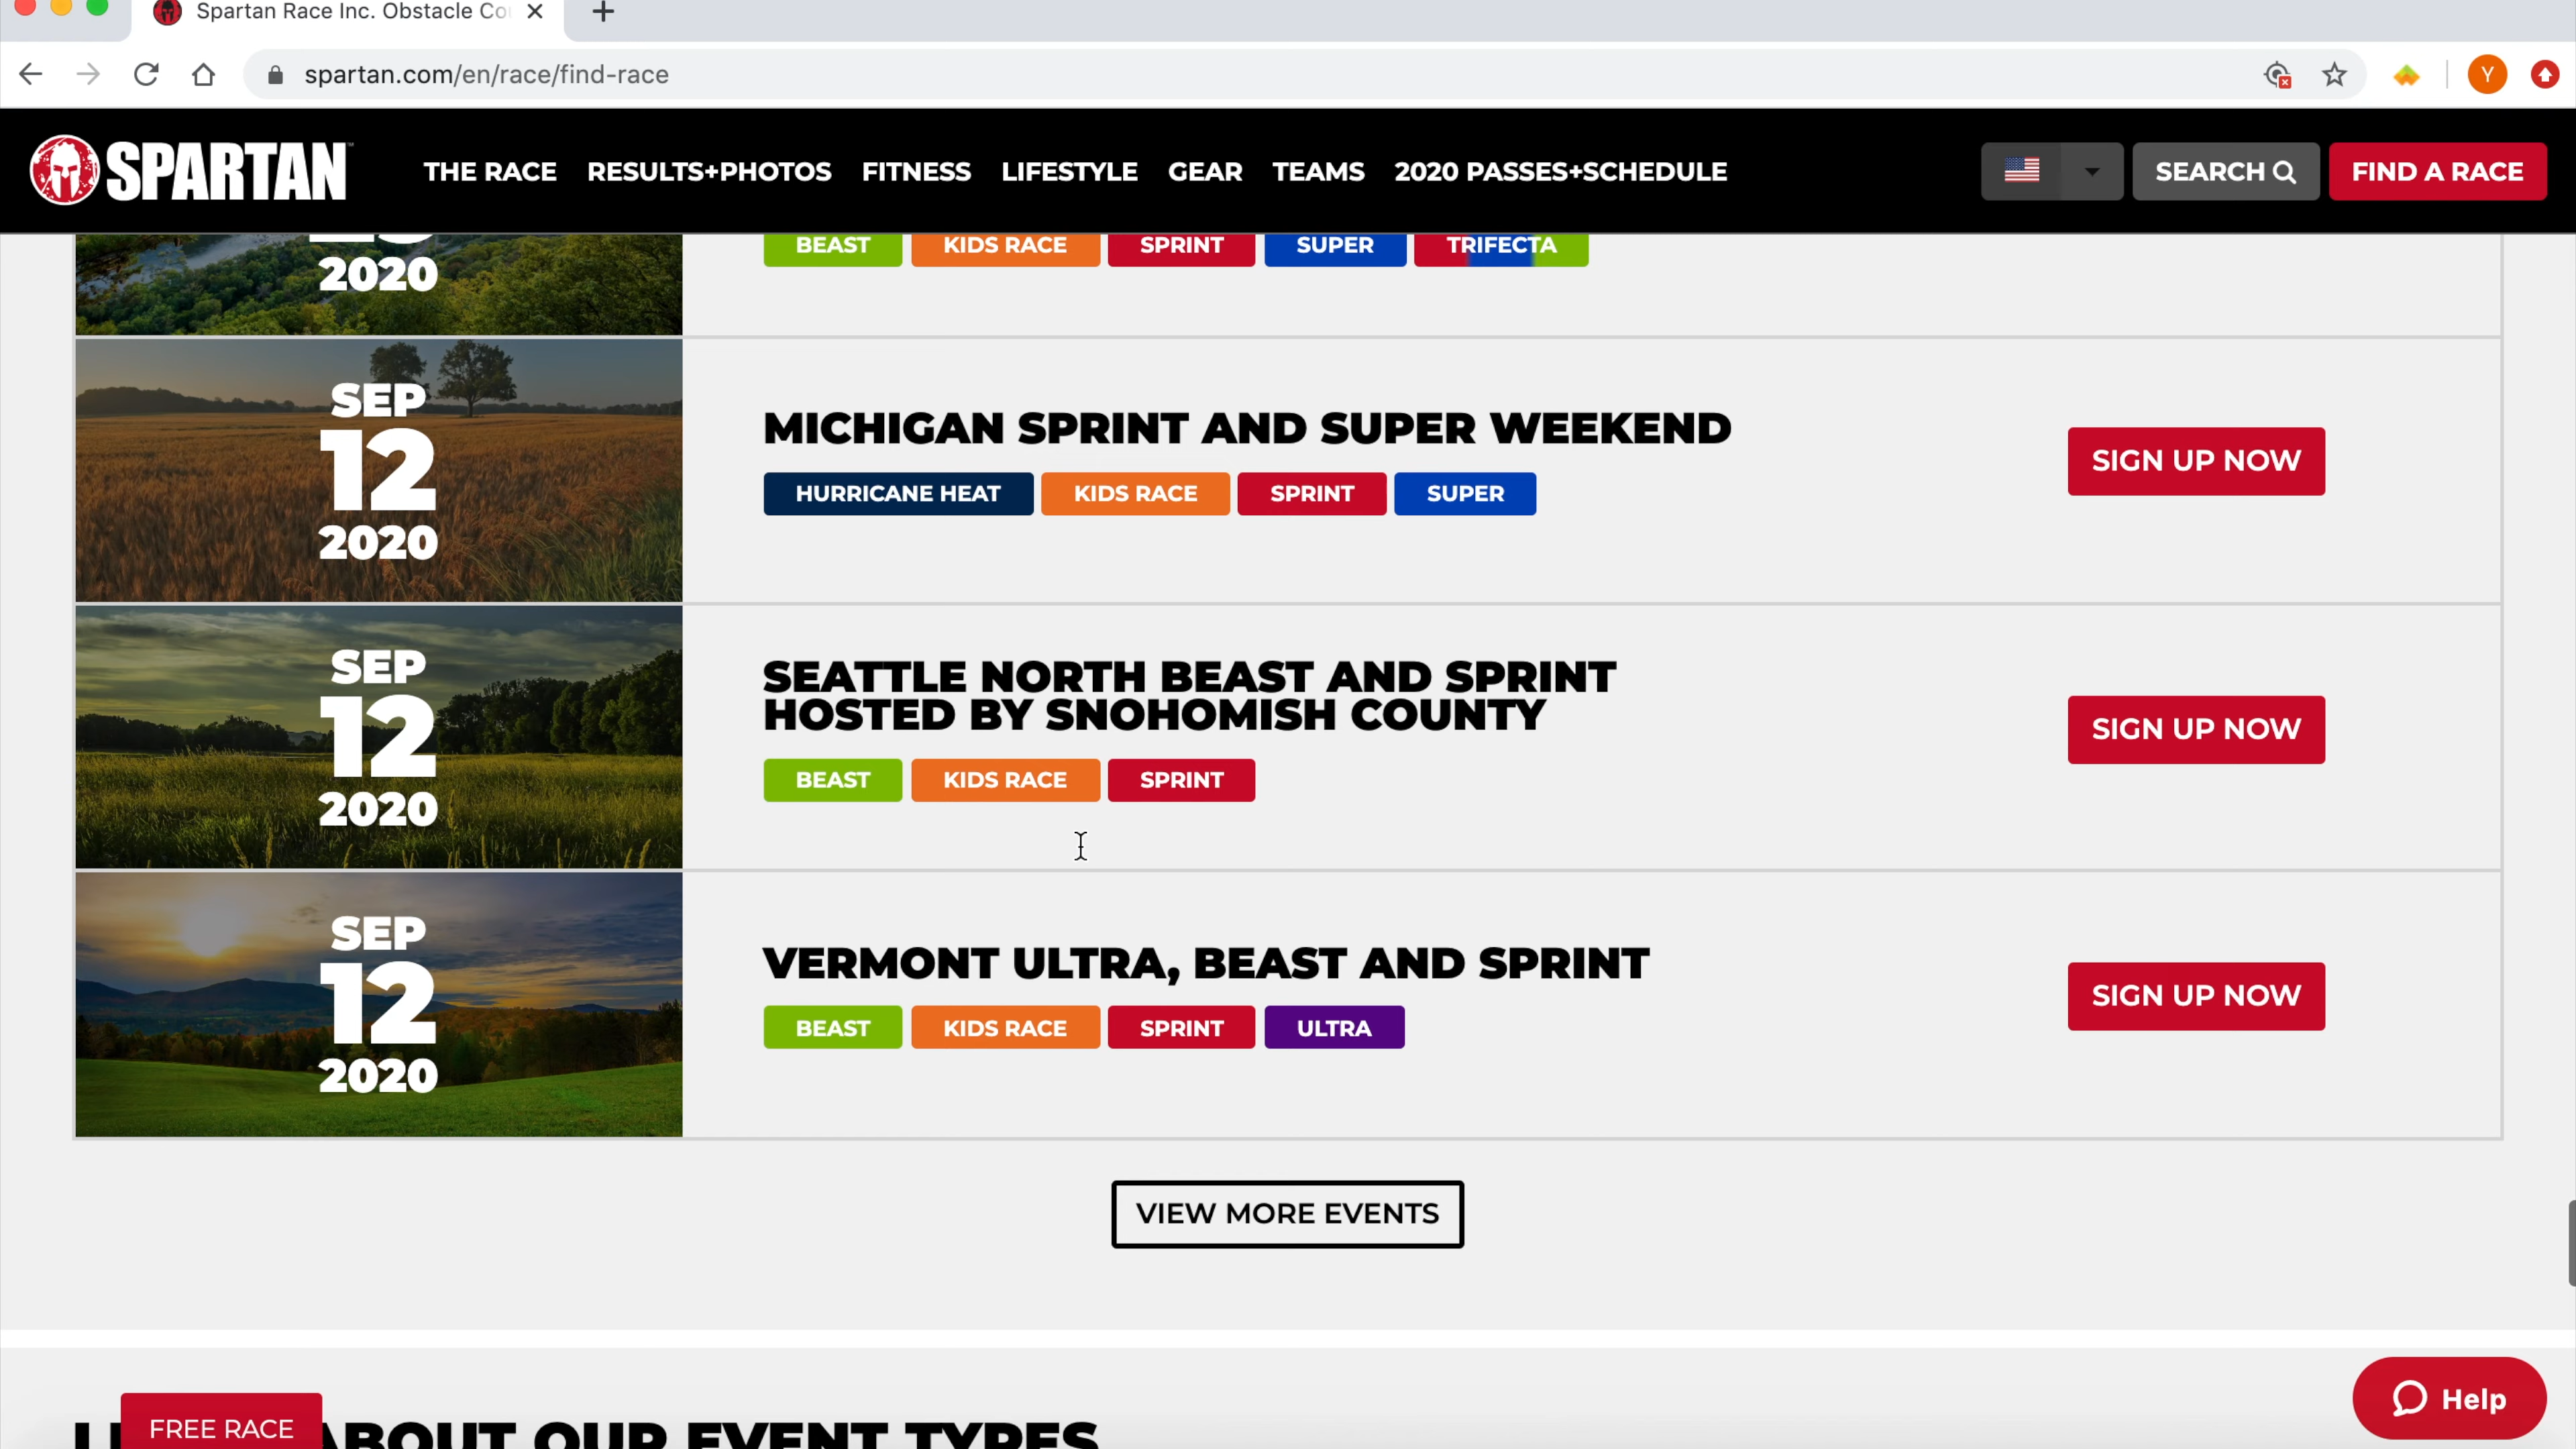 Spartan Race Inc. Obstacle Co
spartan.com/en/race/find-race
Y
SPARTAN
THE RACE
RESULTS+PHOTOS
FITNESS
LIFESTYLE
GEAR
TEAMS
2020 PASSES+SCHEDULE
SEARCH
FIND A RACE
2020
BEAST
KIDS RACE
SPRINT
SUPER
TRIFECTA
SEP
12
2020
MICHIGAN SPRINT AND SUPER WEEKEND
HURRICANE HEAT
KIDS RACE
SPRINT
SUPER
SIGN UP NOW
SEP
12
2020
SEATTLE NORTH BEAST AND SPRINT
HOSTED BY SNOHOMISH COUNTY
BEAST
KIDS RACE
SPRINT
SIGN UP NOW
SEP
12
2020
VERMONT ULTRA, BEAST AND SPRINT
BEAST
KIDS RACE
SPRINT
ULTRA
SIGN UP NOW
VIEW MORE EVENTS
FREE RACE
ABOUT OUR EVENT TYPES
Help